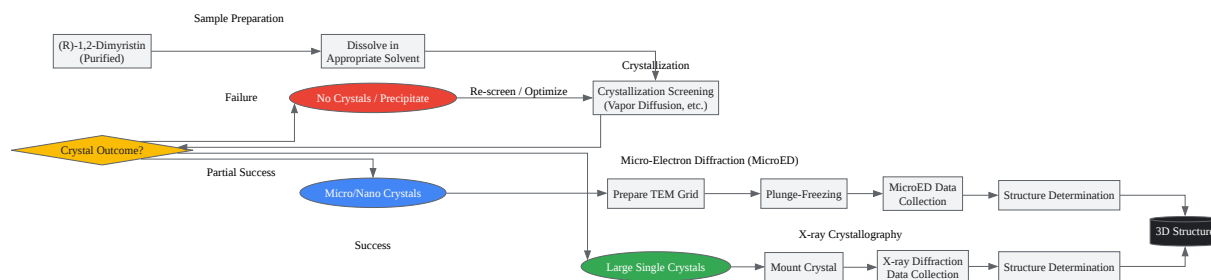 Sample Preparation
(R)-1,2-Dimyristin
(Purified)
Dissolve in
Appropriate Solvent
Crystallization
Failure
No Crystals / Precipitate
Re-screen / Optimize
Crystallization Screening
(Vapor Diffusion, etc.)
Crystal Outcome?
Partial Success
Micro/Nano Crystals
Micro-Electron Diffraction (MicroED)
Prepare TEM Grid
Plunge-Freezing
MicroED Data
Collection
Structure Determination
3D Structure
Success
X-ray Crystallography
Large Single Crystals
Mount Crystal
X-ray Diffraction
Data Collection
Structure Determination